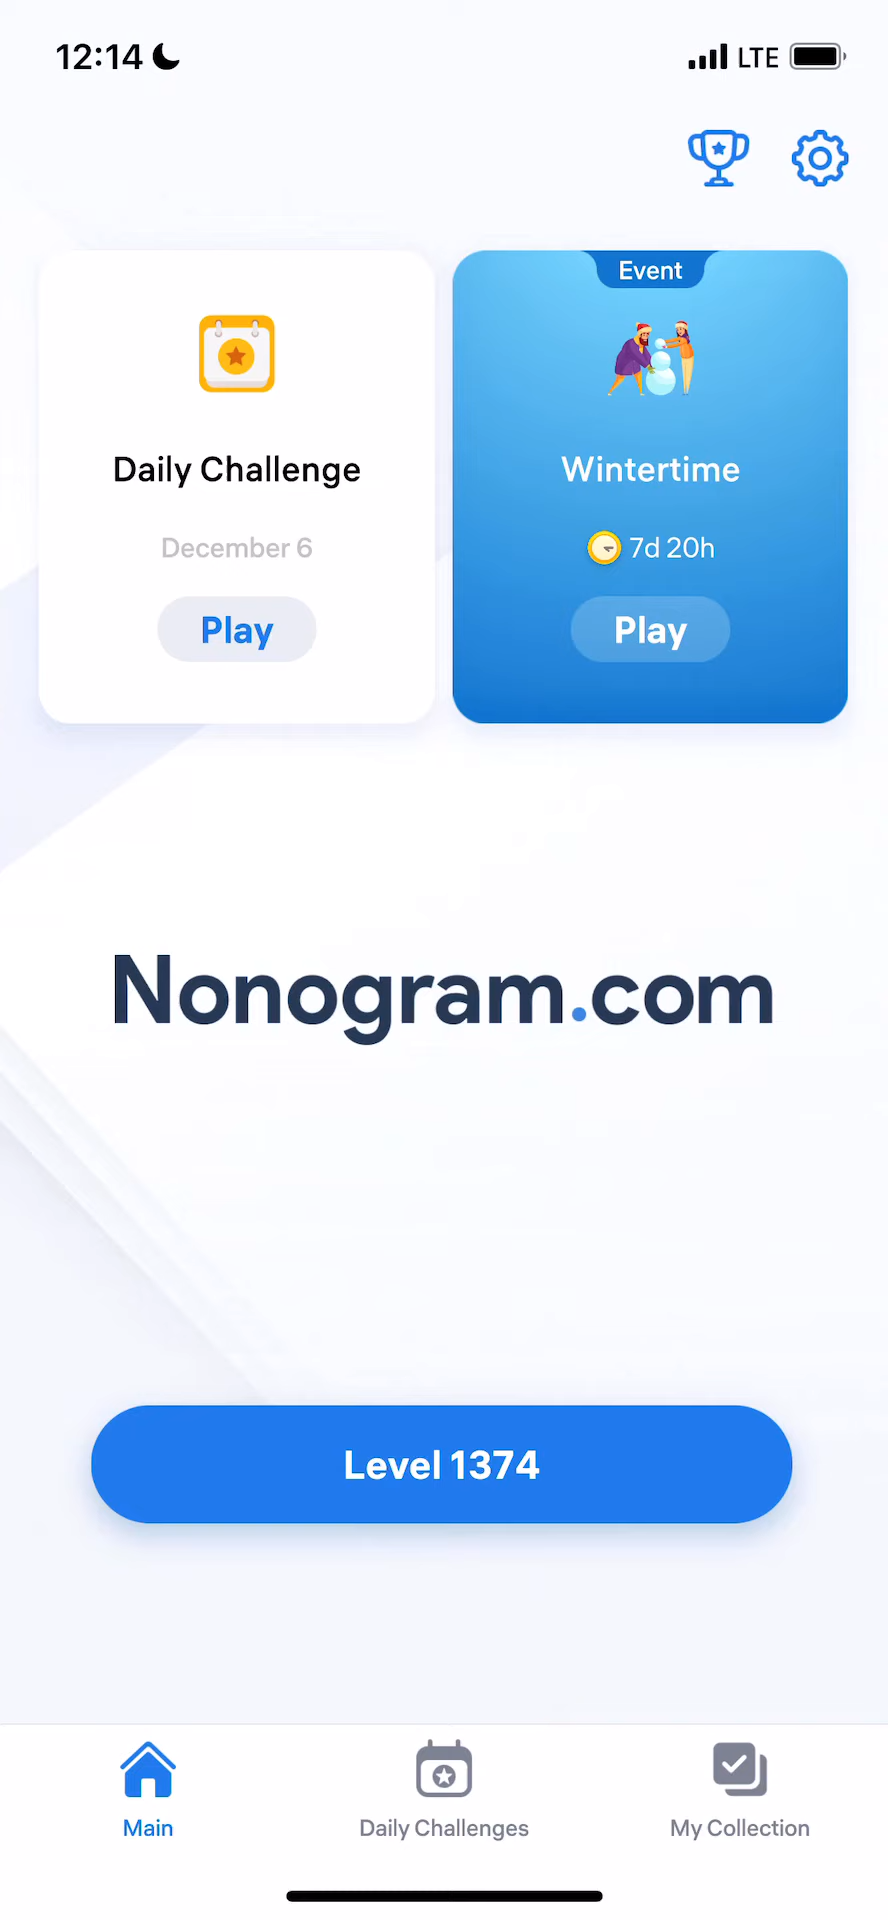 12:14
LTE
Event
Daily Challenge
Wintertime
December 6
7d 20h
Play
Play
Nonogram.com
Level 1374
Main
Daily Challenges
My Collection